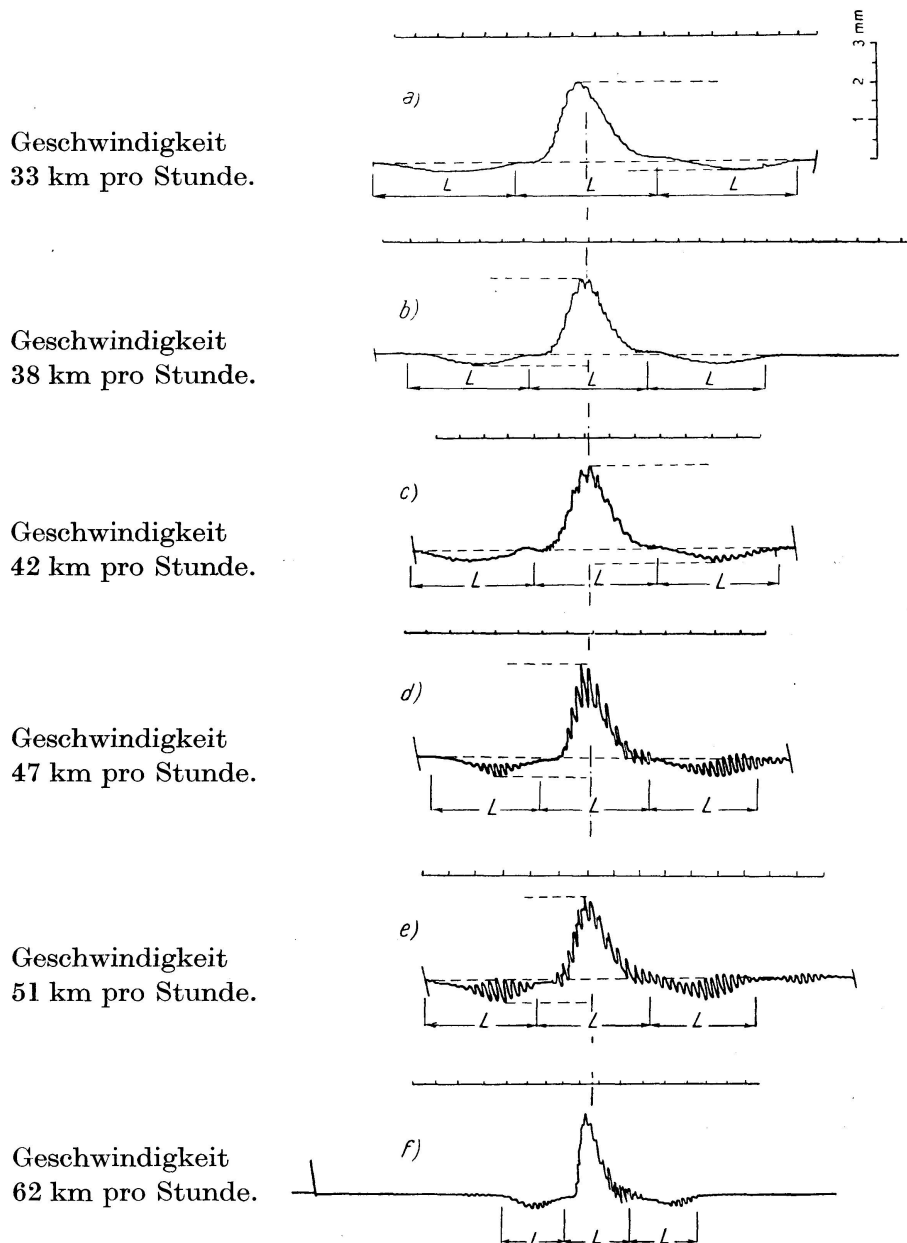 mm
3
2
1
a)
Geschwindigkeit
33 km pro Stunde.
L L L
b)
Geschwindigkeit
38 km pro Stunde.
L L L
c)
Geschwindigkeit
42 km pro Stunde.
L L L
d)
Geschwindigkeit
47 km pro Stunde.
L L L
e)
Geschwindigkeit
51 km pro Stunde.
L L L
f)
Geschwindigkeit
62 km pro Stunde.
L L L